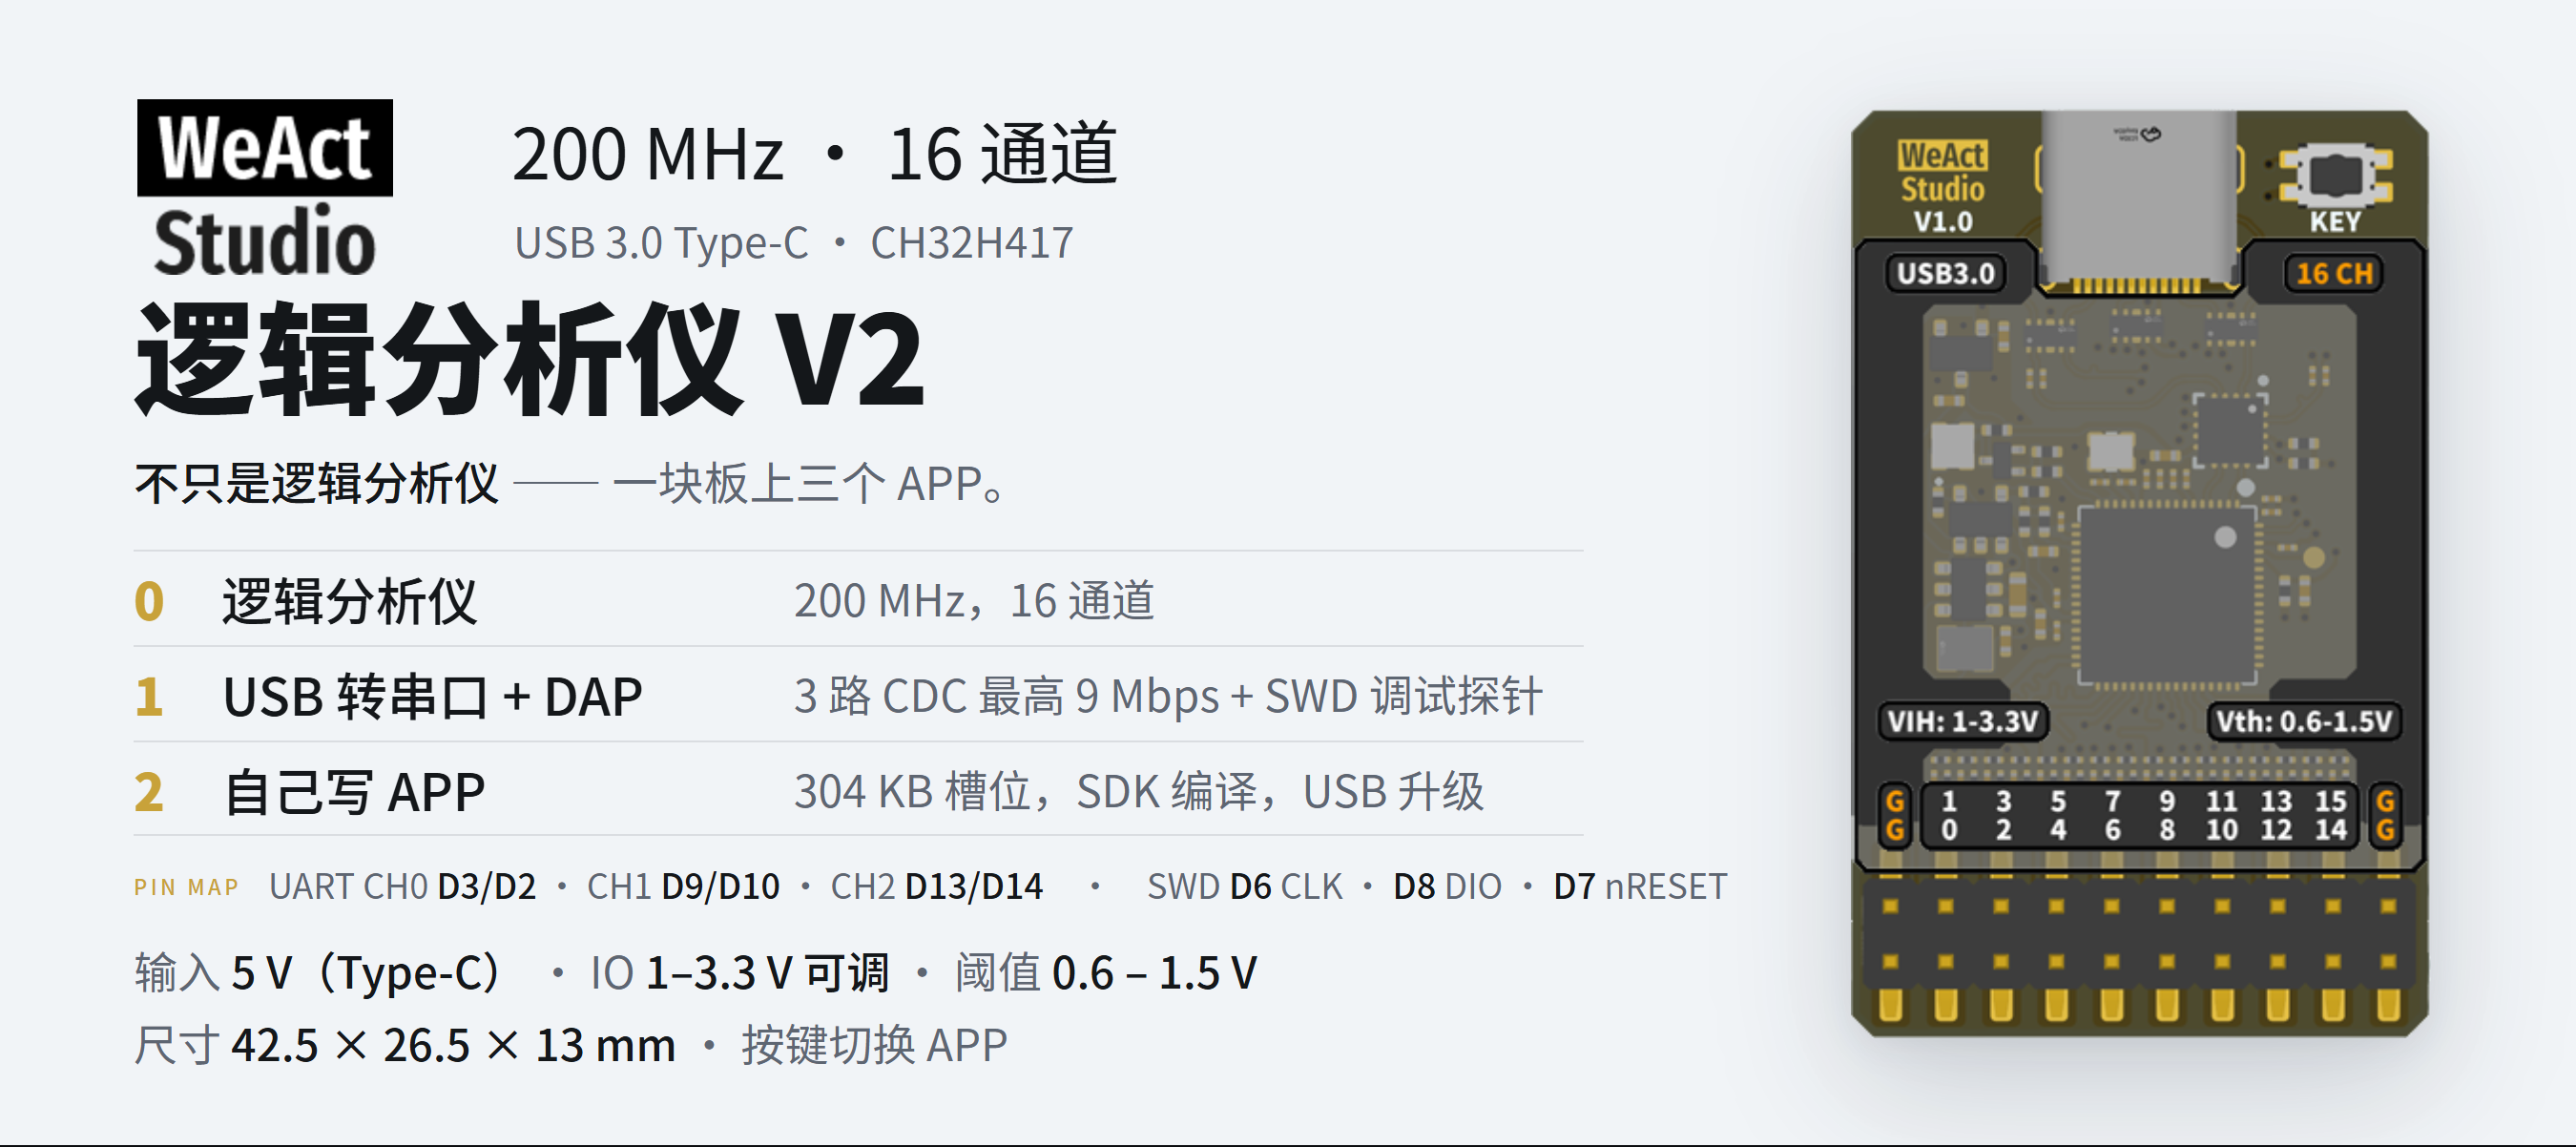 WeAct
Studio
200 MHz • 16 通道
USB 3.0 Type-C • CH32H417
逻辑分析仪 V2
不只是逻辑分析仪 —— 一块板上三个 APP。
0 逻辑分析仪 200 MHz，16 通道
1 USB 转串口 + DAP 3 路 CDC 最高 9 Mbps + SWD 调试探针
2 自己写 APP 304 KB 槽位，SDK 编译，USB 升级
PIN MAP UART CH0 D3/D2 • CH1 D9/D10 • CH2 D13/D14 • SWD D6 CLK • D8 DIO • D7 nRESET
输入 5 V（Type-C） • IO 1–3.3 V 可调 • 阈值 0.6 – 1.5 V
尺寸 42.5 × 26.5 × 13 mm • 按键切换 APP
WeAct
Studio
V1.0
KEY
USB3.0
16 CH
VIH: 1-3.3V
Vth: 0.6-1.5V
G 1 3 5 7 9 11 13 15 G
G 0 2 4 6 8 10 12 14 G